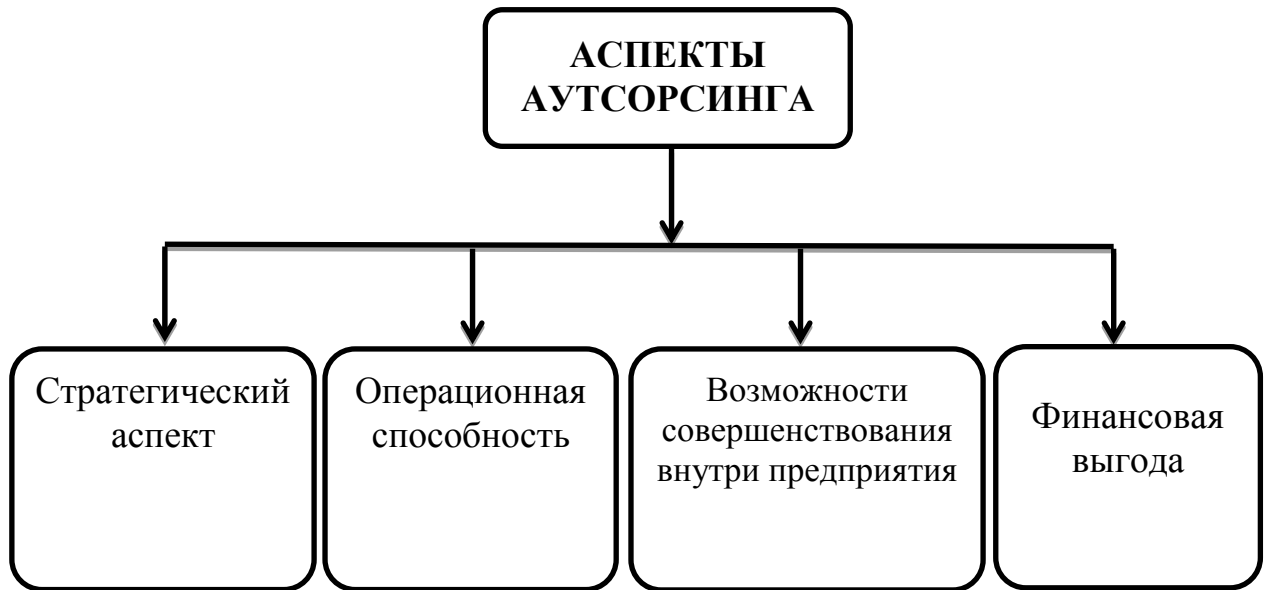 АСПЕКТЫ
АУТСОРСИНГА
Стратегический
аспект
Операционная
способность
Возможности
совершенствования
внутри предприятия
Финансовая
выгода